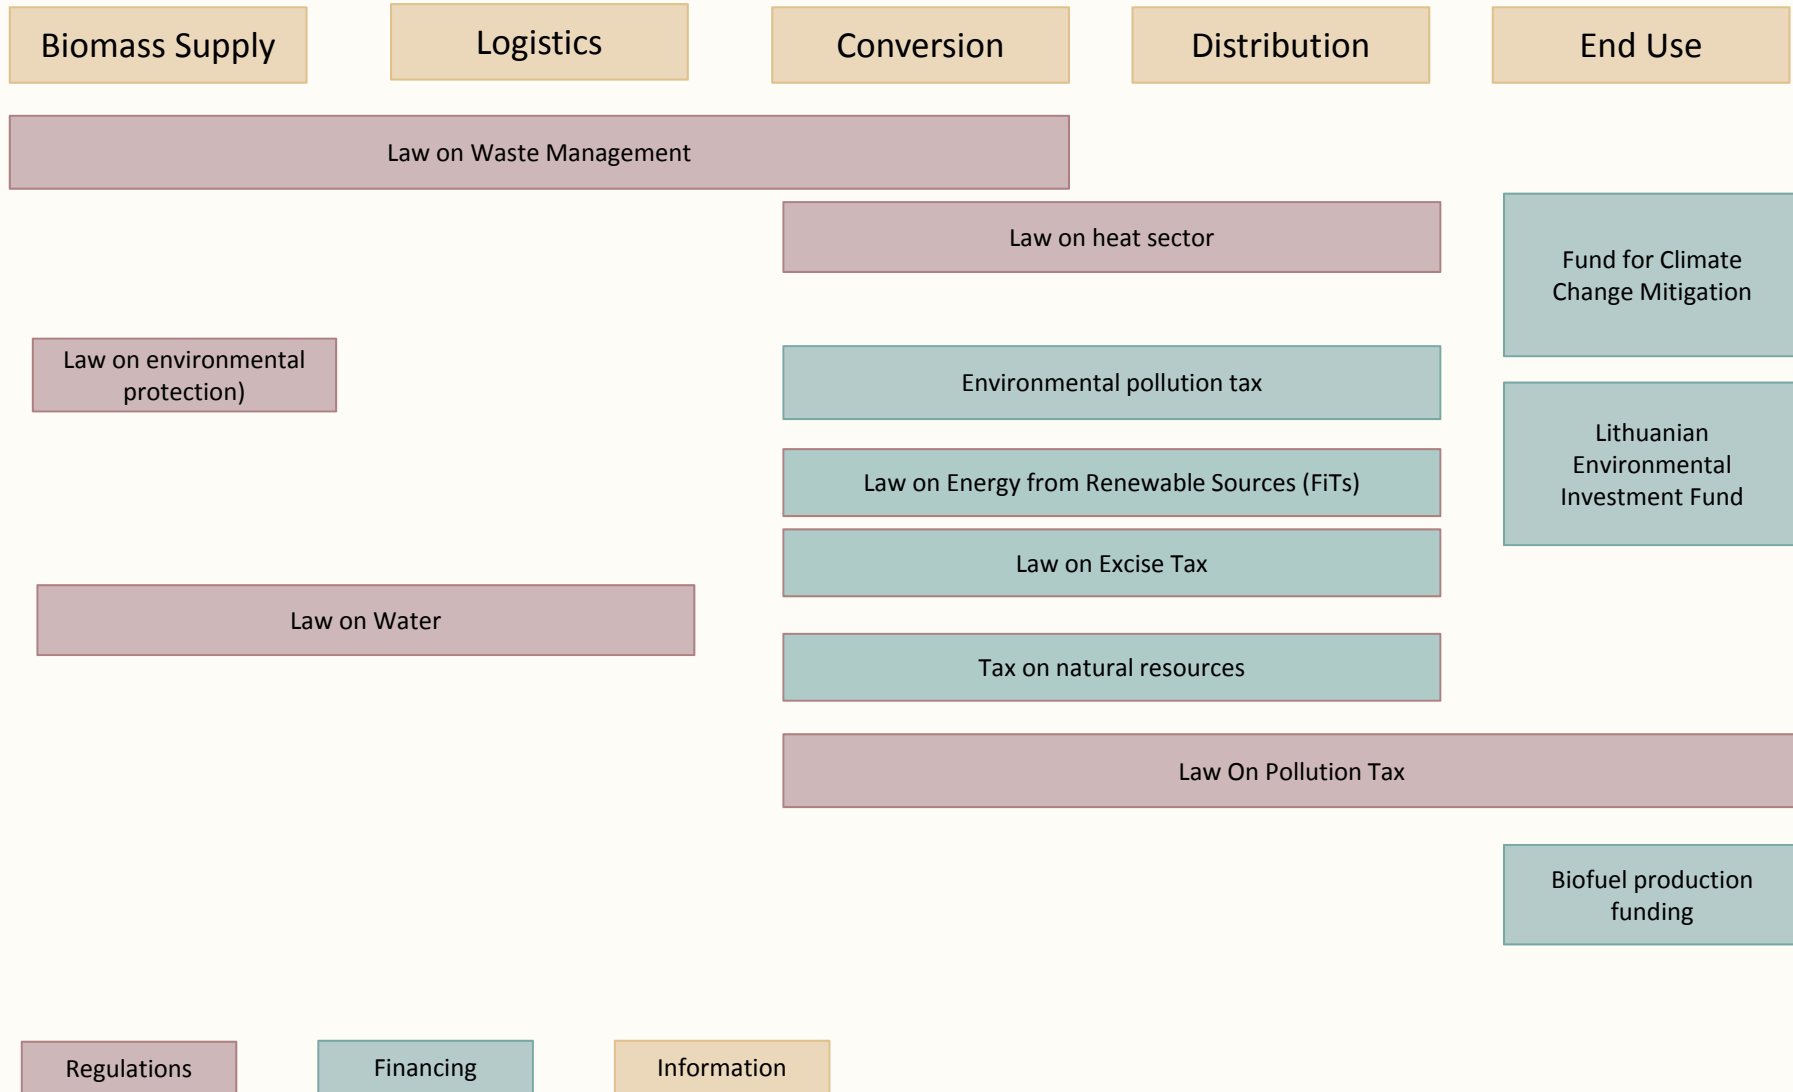 Biomass Supply
Logistics
Conversion
Distribution
End Use
Law on Waste Management
Law on heat sector
Fund for Climate
Change Mitigation
Law on environmental
protection)
Environmental pollution tax
Lithuanian
Environmental
Investment Fund
Law on Energy from Renewable Sources (FiTs)
Law on Excise Tax
Law on Water
Tax on natural resources
Law On Pollution Tax
Biofuel production
funding
Regulations
Financing
Information